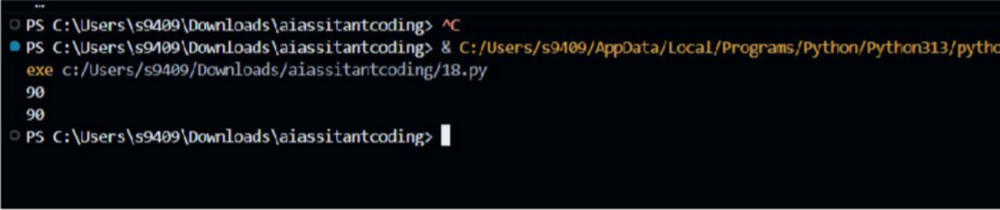 ...
PS C:\Users\s9409\Downloads\aiassitantcoding> ^C
PS C:\Users\s9409\Downloads\aiassitantcoding> & C:/Users/s9409/AppData/Local/Programs/Python/Python313/pytho
exe c:/Users/s9409/Downloads/aiassitantcoding/18.py
90
90
PS C:\Users\s9409\Downloads\aiassitantcoding>